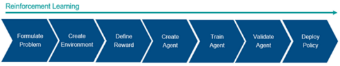 Reinforcement Learning
Formulate Problem
Create Environment
Define Reward
Create Agent
Train Agent
Validate Agent
Deploy Policy